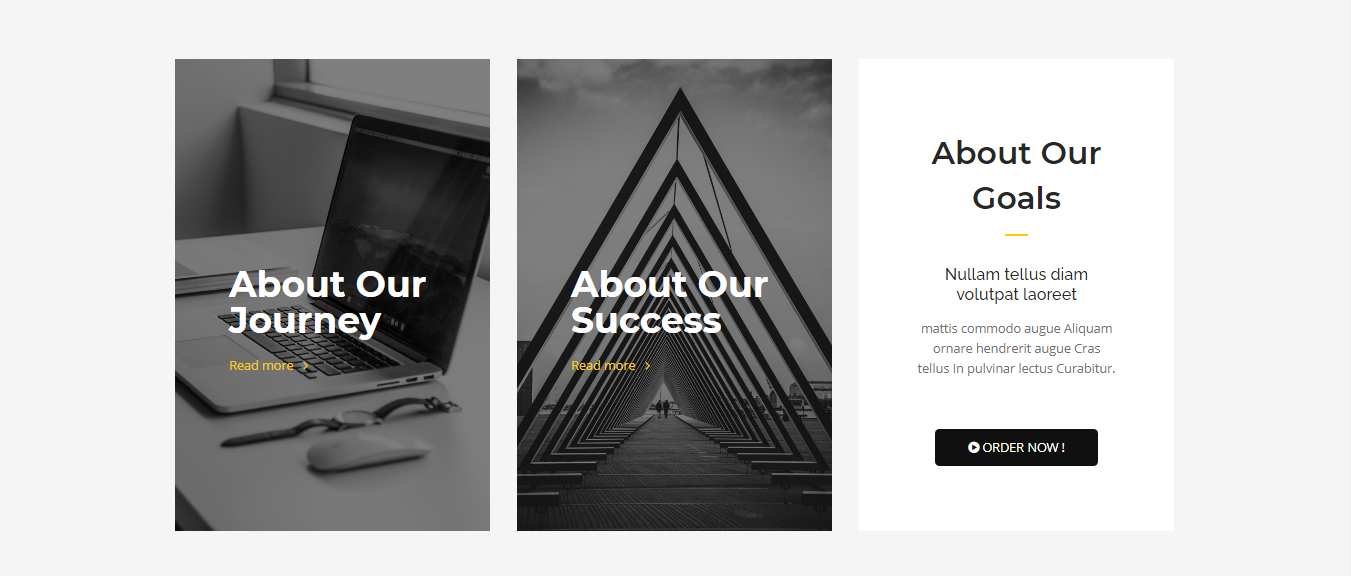 About Our
Journey
Read more
About Our
Success
Read more
About Our
Goals
Nullam tellus diam
volutpat laoreet
mattis commodo augue Aliquam
ornare hendrerit augue Cras
tellus In pulvinar lectus Curabitur.
ORDER NOW !